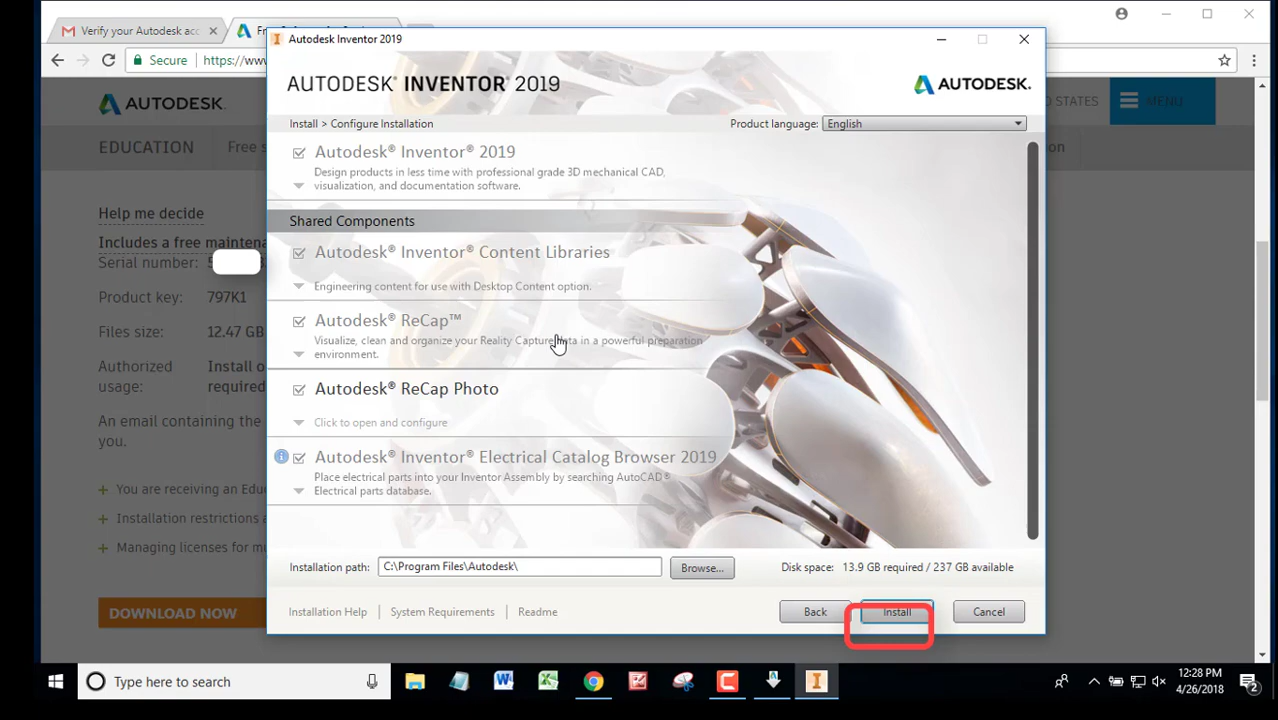 Verify your Autodesk acc
Autodesk Inventor 2019
Secure
https://www
AUTODESK® INVENTOR® 2019
AUTODESK.
AUTODESK.
D STATES
MENU
Install > Configure Installation
Product language:
English
EDUCATION
Free s
on
Autodesk® Inventor® 2019
Design products in less time with professional grade 3D mechanical CAD,
visualization, and documentation software.
Help me decide
Includes a free maintena
Serial number:
Product key: 797K1
Files size: 12.47 GB
Authorized
usage:
Install o
required
An email containing the
you.
You are receiving an Edu
Installation restrictions a
Managing licenses for mu
DOWNLOAD NOW
Shared Components
Autodesk® Inventor® Content Libraries
Engineering content for use with Desktop Content option.
Autodesk® ReCap™
Visualize, clean and organize your Reality Capture data in a powerful preparation
environment.
Autodesk® ReCap Photo
Click to open and configure
Autodesk® Inventor® Electrical Catalog Browser 2019
Place electrical parts into your Inventor Assembly by searching AutoCAD®
Electrical parts database.
Installation path:
C:\Program Files\Autodesk\
Browse...
Disk space: 13.9 GB required / 237 GB available
Installation Help
System Requirements
Readme
Back
Install
Cancel
Type here to search
12:28 PM
4/26/2018
2